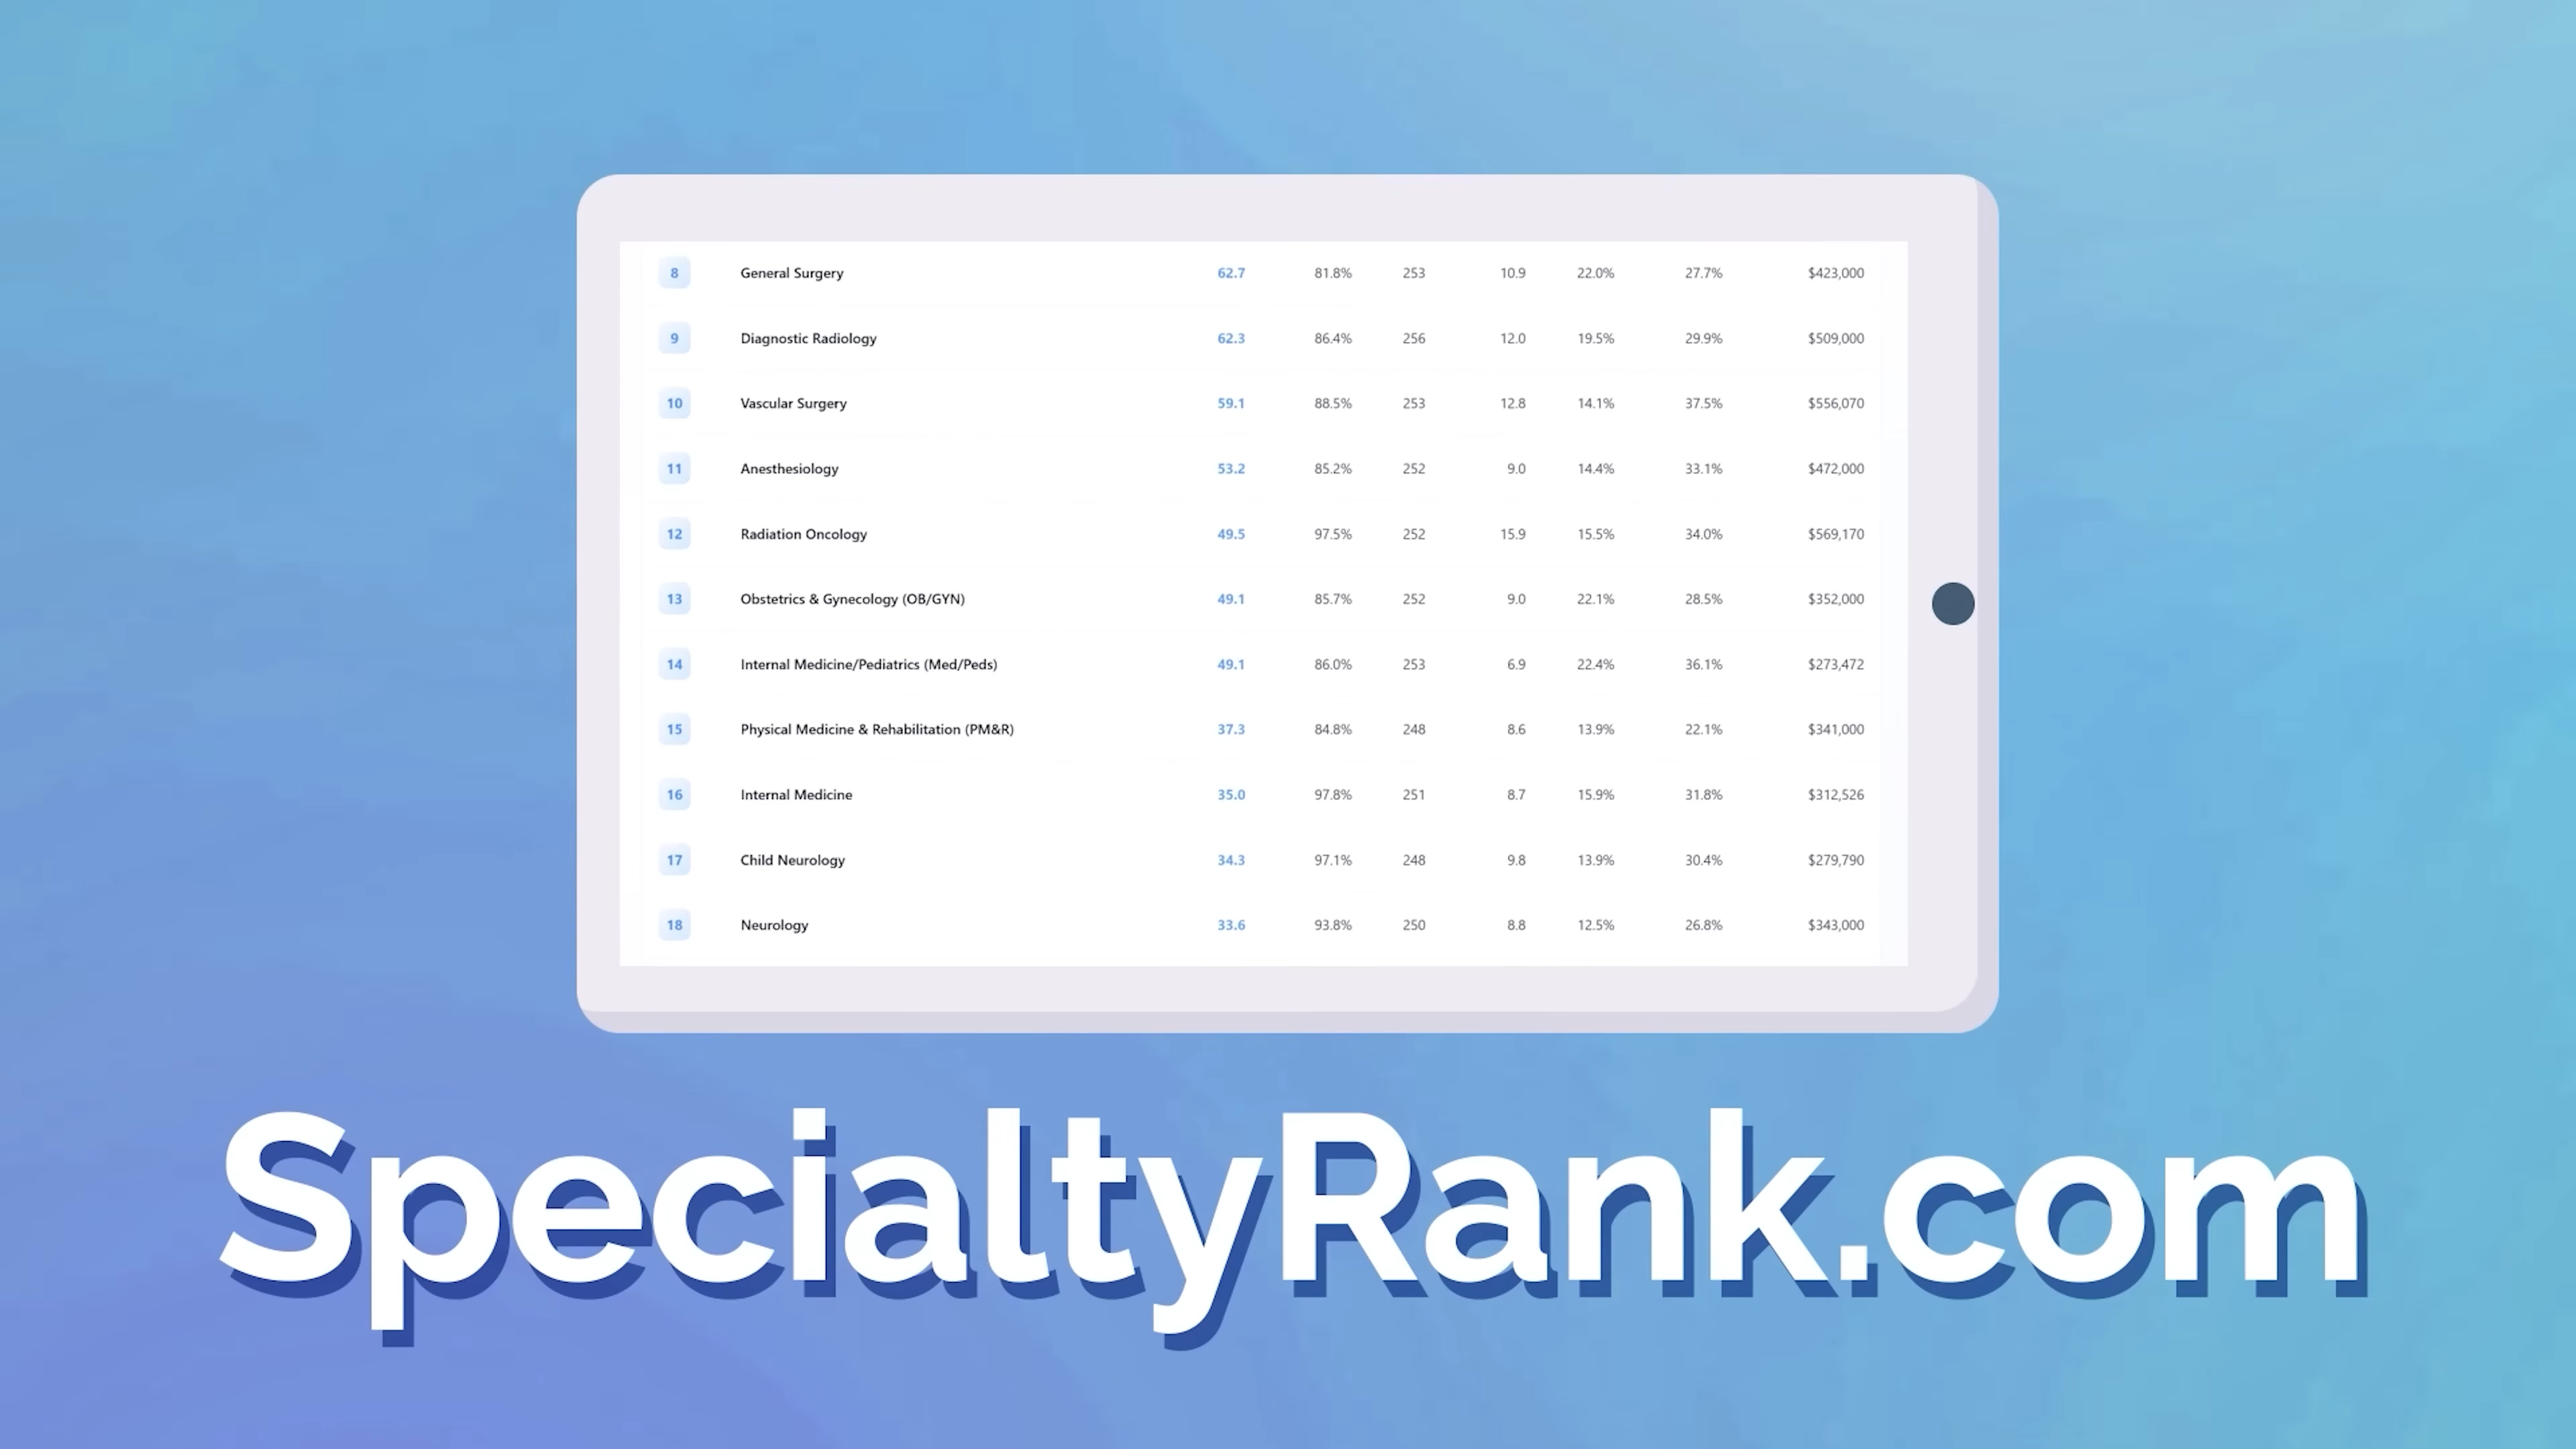 8 General Surgery 62.7 81.8% 253 10.9 22.0% 27.7% $423,000
9 Diagnostic Radiology 62.3 86.4% 256 12.0 19.5% 29.9% $509,000
10 Vascular Surgery 59.1 88.5% 253 12.8 14.1% 37.5% $556,070
11 Anesthesiology 53.2 85.2% 252 9.0 14.4% 33.1% $472,000
12 Radiation Oncology 49.5 97.5% 252 15.9 15.5% 34.0% $569,170
13 Obstetrics & Gynecology (OB/GYN) 49.1 85.7% 252 9.0 22.1% 28.5% $352,000
14 Internal Medicine/Pediatrics (Med/Peds) 49.1 86.0% 253 6.9 22.4% 36.1% $273,472
15 Physical Medicine & Rehabilitation (PM&R) 37.3 84.8% 248 8.6 13.9% 22.1% $341,000
16 Internal Medicine 35.0 97.8% 251 8.7 15.9% 31.8% $312,526
17 Child Neurology 34.3 97.1% 248 9.8 13.9% 30.4% $279,790
18 Neurology 33.6 93.8% 250 8.8 12.5% 26.8% $343,000
SpecialtyRank.com